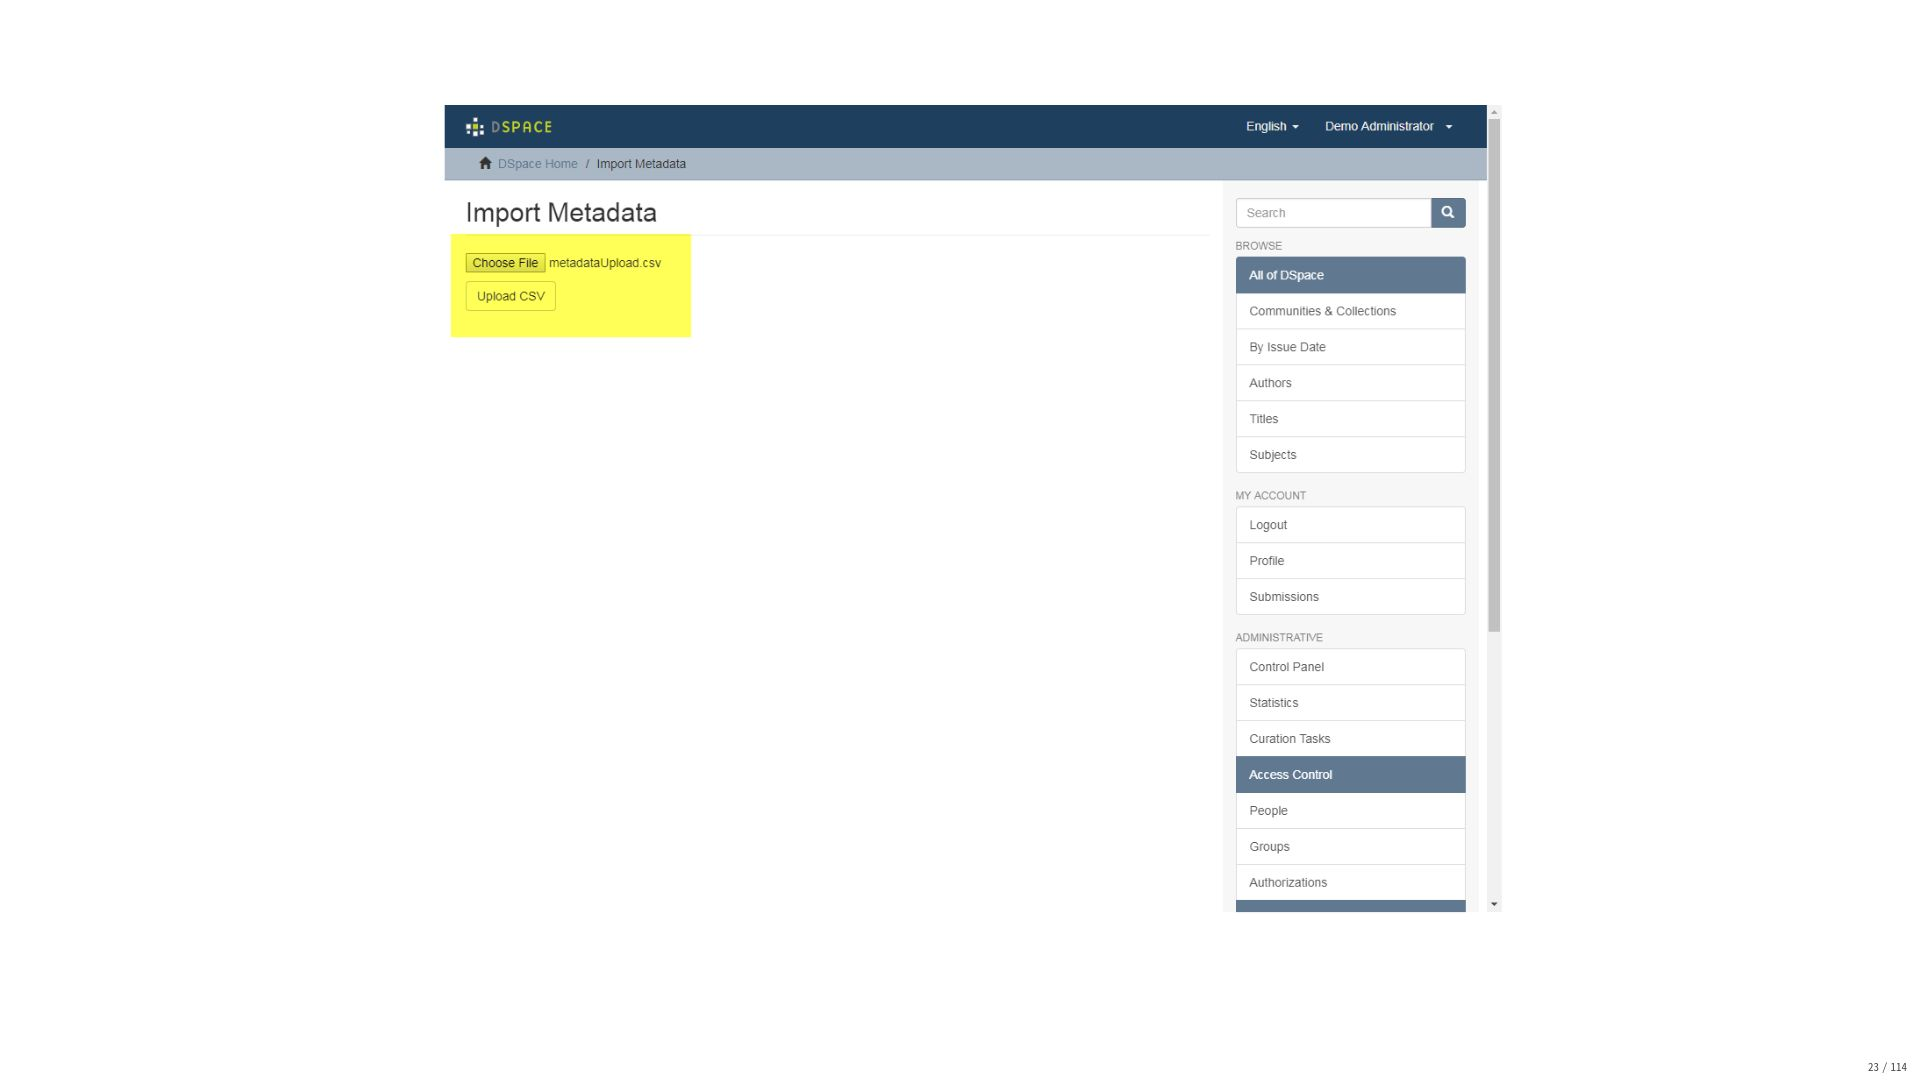 DSPACE
English
Demo Administrator
DSpace Home / Import Metadata
Import Metadata
Choose File metadataUpload.csv
Upload CSV
Search
BROWSE
All of DSpace
Communities & Collections
By Issue Date
Authors
Titles
Subjects
MY ACCOUNT
Logout
Profile
Submissions
ADMINISTRATIVE
Control Panel
Statistics
Curation Tasks
Access Control
People
Groups
Authorizations
23 / 114